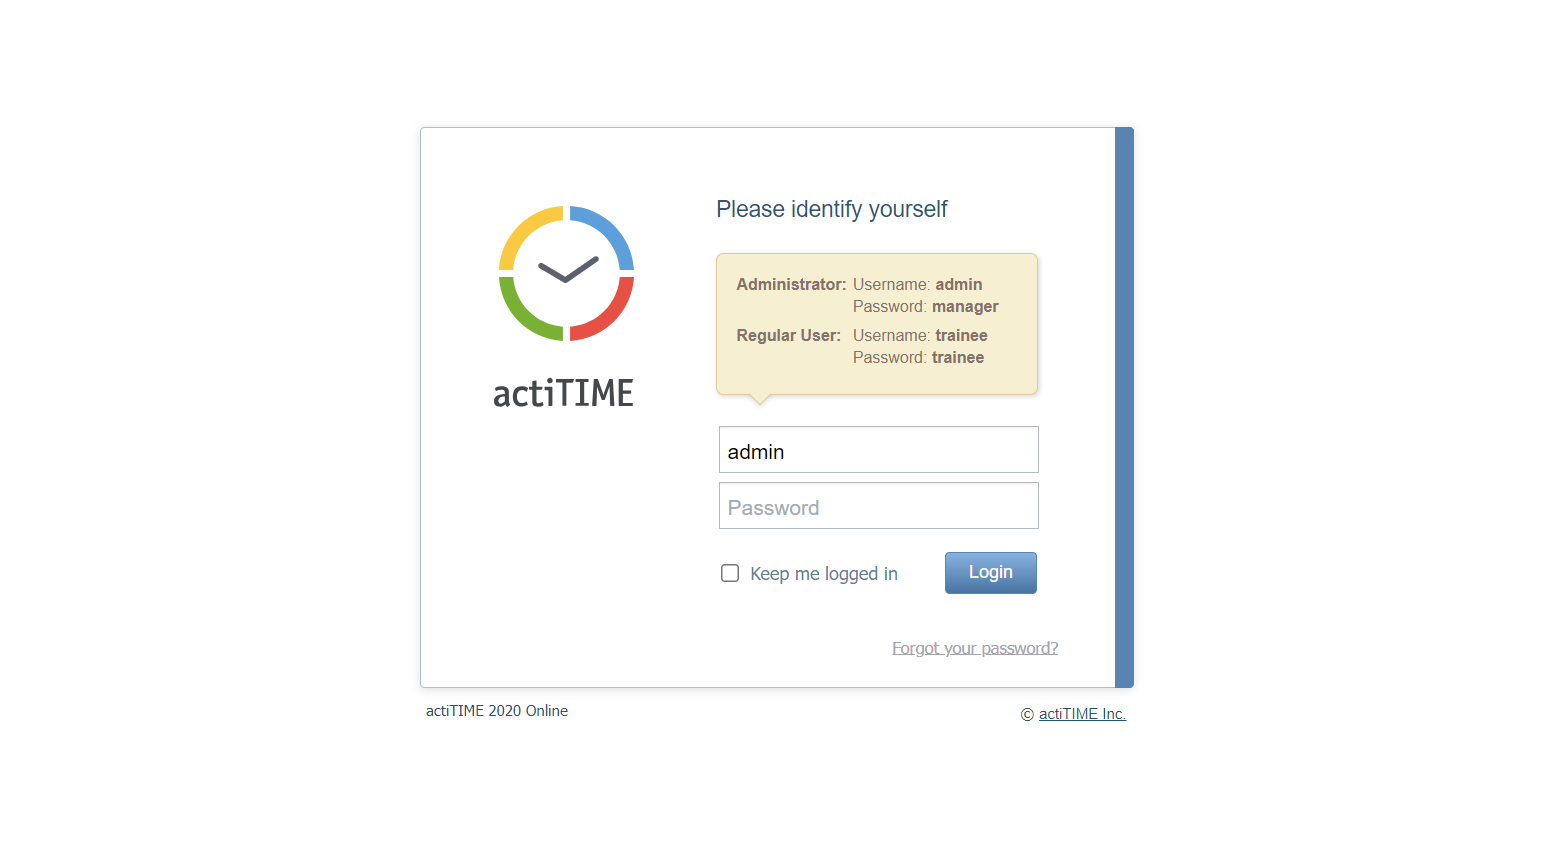 Please identify yourself
Administrator: Username: admin
Password: manager
Regular User: Username: trainee
Password: trainee
actiTIME
admin
Password
Keep me logged in
Login
Forgot your password?
actiTIME 2020 Online
© actiTIME Inc.